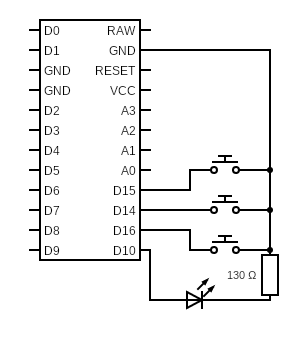 D0 RAW
D1 GND
GND RESET
GND VCC
D2 A3
D3 A2
D4 A1
D5 A0
D6 D15
D7 D14
D8 D16
D9 D10
130 Ω